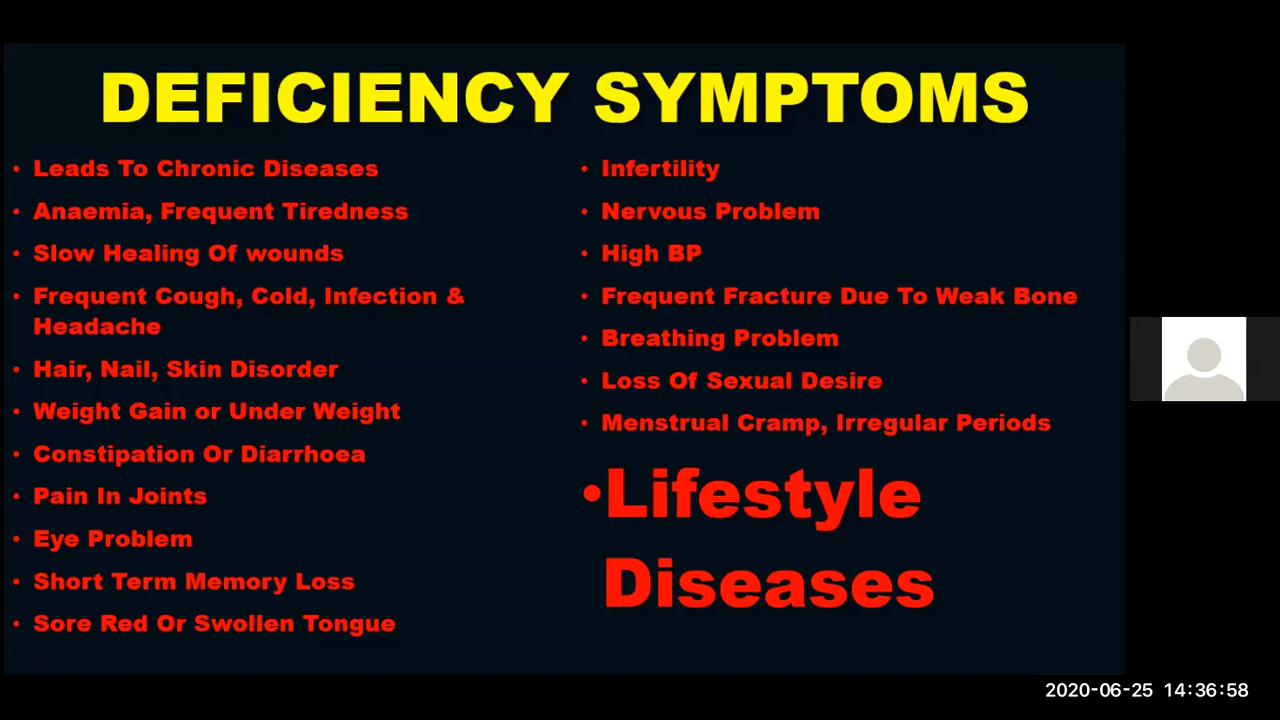 DEFICIENCY SYMPTOMS
• Leads To Chronic Diseases
• Anaemia, Frequent Tiredness
• Slow Healing Of wounds
• Frequent Cough, Cold, Infection &
Headache
• Hair, Nail, Skin Disorder
• Weight Gain or Under Weight
• Constipation Or Diarrhoea
• Pain In Joints
• Eye Problem
• Short Term Memory Loss
• Sore Red Or Swollen Tongue
• Infertility
• Nervous Problem
• High BP
• Frequent Fracture Due To Weak Bone
• Breathing Problem
• Loss Of Sexual Desire
• Menstrual Cramp, Irregular Periods
•Lifestyle
Diseases
2020-06-25 14:36:58